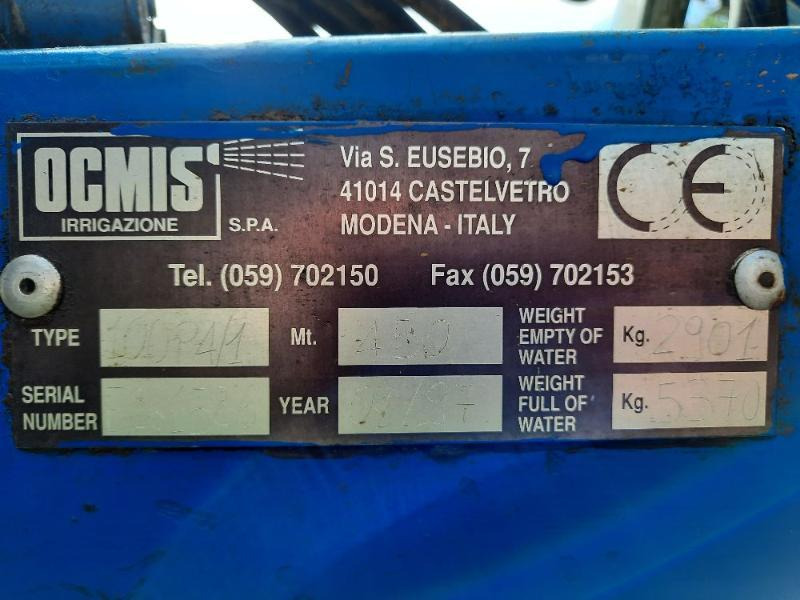 OCMIS
IRRIGAZIONE
S.P.A.
Via S. EUSEBIO, 7
41014 CASTELVETRO
MODENA - ITALY
CE
Tel. (059) 702150 Fax (059) 702153
TYPE
Mt. 450
WEIGHT EMPTY OF WATER Kg. 2901
SERIAL NUMBER
YEAR
WEIGHT FULL OF WATER Kg. 5370